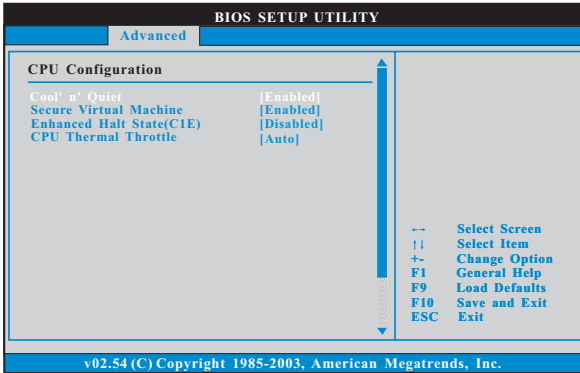 BIOS SETUP UTILITY
Advanced
CPU Configuration
Cool' n' Quiet [Enabled]
Secure Virtual Machine [Enabled]
Enhanced Halt State(C1E) [Disabled]
CPU Thermal Throttle [Auto]
←→ Select Screen
↑↓ Select Item
+- Change Option
F1 General Help
F9 Load Defaults
F10 Save and Exit
ESC Exit
v02.54 (C) Copyright 1985-2003, American Megatrends, Inc.